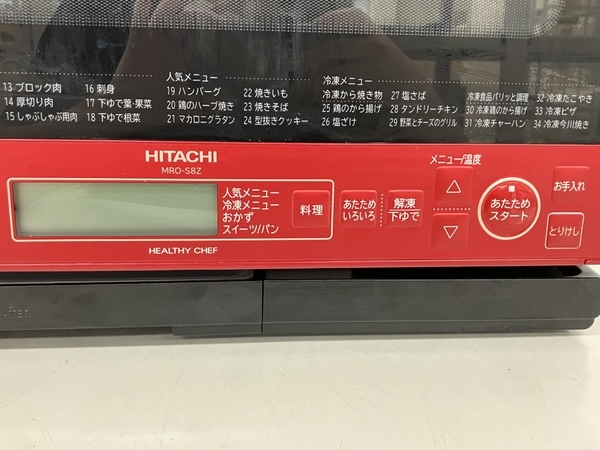 人気メニュー
冷凍メニュー
13 ブロック肉 16 刺身
19 ハンバーグ 22 焼きいも
冷凍から焼き物 27 塩さば
冷凍食品パリッと調理 32 冷凍たこやき
14 厚切り肉 17 下ゆで葉・果菜
20 鶏のハーブ焼き 23 焼きそば
25 鶏のから揚げ 28 タンドリーチキン
30 冷凍鶏のから揚げ 33 冷凍ピザ
15 しゃぶしゃぶ用肉 18 下ゆで根菜
21 マカロニグラタン 24 型抜きクッキー
26 塩ざけ 29 野菜とチーズのグリル
31 冷凍チャーハン 34 冷凍今川焼き
HITACHI
MRO-S8Z
メニュー/温度
人気メニュー
冷凍メニュー
おかず
スイーツ/パン
料理
あたため
いろいろ
解凍
下ゆで
△
▽
あたため
スタート
お手入れ
とりけし
HEALTHY CHEF